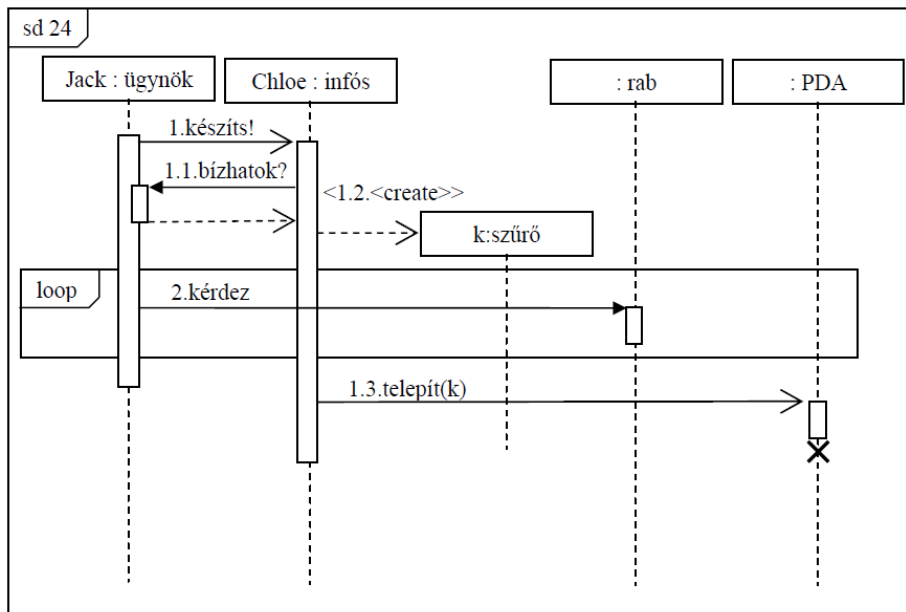 sd 24
Jack : ügynök
Chloe : infós
: rab
: PDA
1.készíts!
1.1.bízhatok?
<1.2.<create>>
k:szűrő
loop
2.kérdez
1.3.telepít(k)